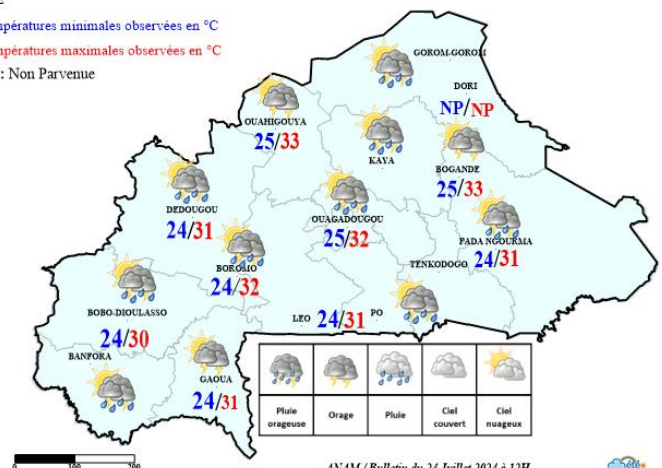 mpératures minimales observées en °C
mpératures maximales observées en °C
: Non Parvenue
GOROM-GOROM
DORI
NP/NP
OUAHIGOUYA
25/33
KAYA
BOGANDE
25/33
DEDOUGOU
24/31
OUAGADOUGOU
25/32
FADA NGOURMA
24/31
BOROMO
24/32
TENKODOGO
BOBO-DIOULASSO
24/30
LEO 24/31 PO
BANFORA
GAOUA
24/31
Pluie orageuse
Orage
Pluie
Ciel couvert
Ciel nuageux
0 100 200
ANAM / Bulletin du 24 Juillet 2024 à 12H